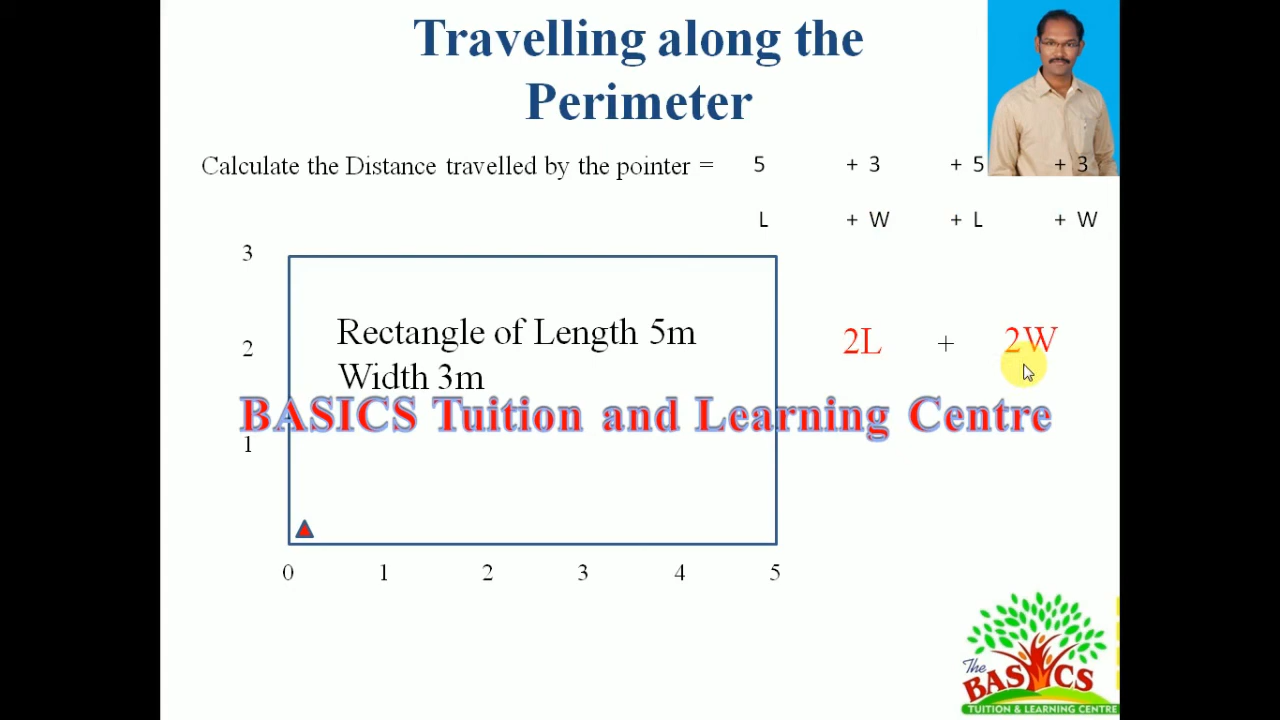 Travelling along the
Perimeter
Calculate the Distance travelled by the pointer = 5 + 3 + 5 + 3
L + W + L + W
3
Rectangle of Length 5m
2
2L + 2W
Width 3m
BASICS Tuition and Learning Centre
1
0 1 2 3 4 5
The
BASICS
TUITION & LEARNING CENTRE